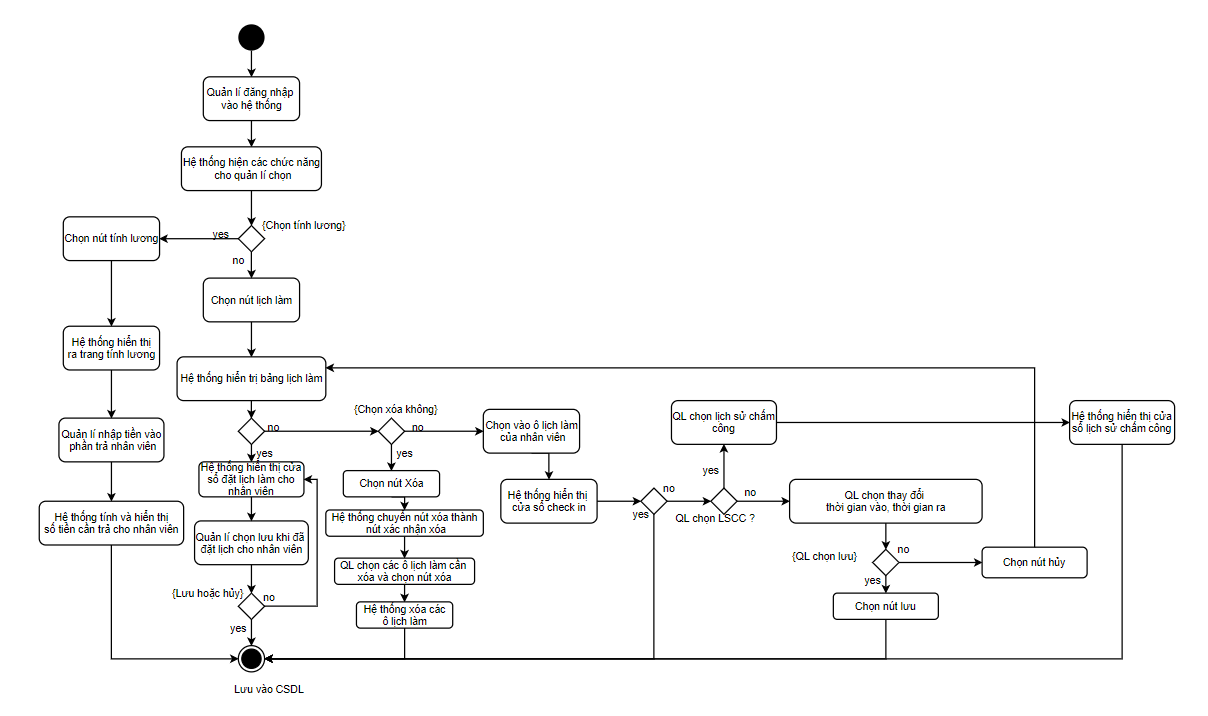 Quản lí đăng nhập
vào hệ thống
Hệ thống hiện các chức năng
cho quản lí chọn
{Chọn tính lương}
yes
no
Chọn nút tính lương
Hệ thống hiển thị
ra trang tính lương
Quản lí nhập tiền vào
phần trả nhân viên
Hệ thống tính và hiển thị
số tiền cần trả cho nhân viên
Chọn nút lịch làm
Hệ thống hiển trị bảng lịch làm
no
yes
Hệ thống hiển thị cửa
sổ đặt lịch làm cho
nhân viên
Quản lí chọn lưu khi đã
đặt lịch cho nhân viên
{Lưu hoặc hủy}
no
yes
Lưu vào CSDL
{Chọn xóa không}
no
yes
Chọn nút Xóa
Hệ thống chuyển nút xóa thành
nút xác nhận xóa
QL chọn các ô lịch làm cần
xóa và chọn nút xóa
Hệ thống xóa các
ô lịch làm
Chọn vào ô lịch làm
của nhân viên
Hệ thống hiển thị
cửa sổ check in
no
yes
QL chọn LSCC ?
yes
no
QL chọn lịch sử chấm
công
Hệ thống hiển thị cửa
sổ lịch sử chấm công
QL chọn thay đổi
thời gian vào, thời gian ra
{QL chọn lưu}
no
yes
Chọn nút hủy
Chọn nút lưu